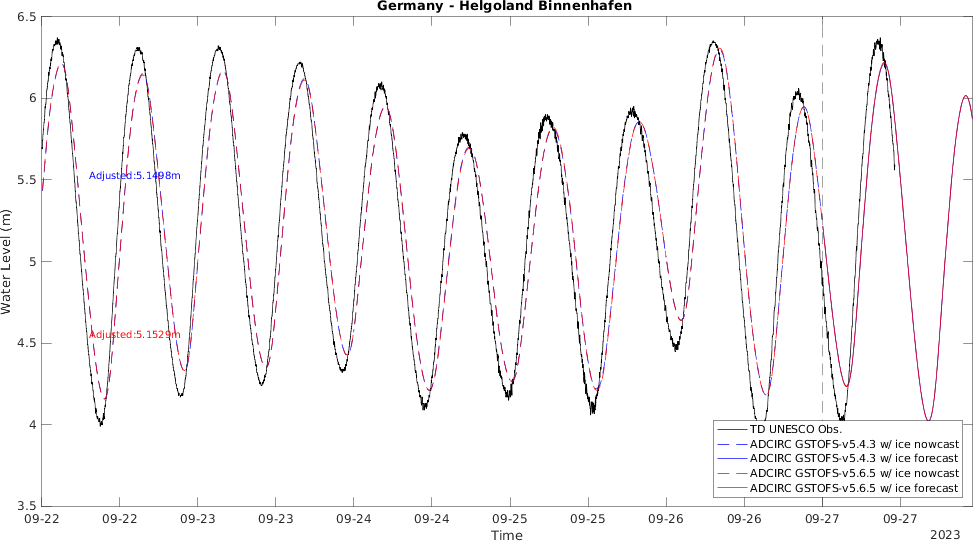 Germany - Helgoland Binnenhafen
6.5
6
5.5
5
4.5
4
3.5
Water Level (m)
Adjusted:5.1498m
Adjusted:5.1529m
TD UNESCO Obs.
ADCIRC GSTOFS-v5.4.3 w/ ice nowcast
ADCIRC GSTOFS-v5.4.3 w/ ice forecast
ADCIRC GSTOFS-v5.6.5 w/ ice nowcast
ADCIRC GSTOFS-v5.6.5 w/ ice forecast
09-22 09-22 09-23 09-23 09-24 09-24 09-25 09-25 09-26 09-26 09-27 09-27
Time
2023